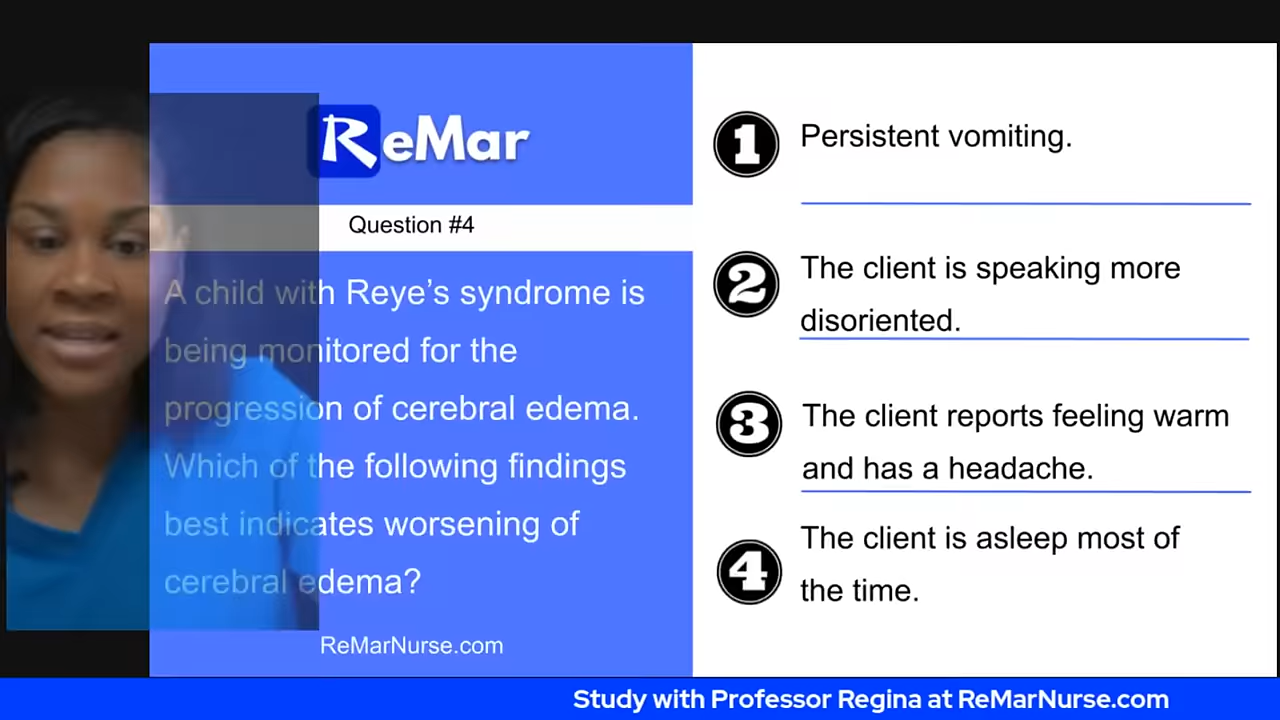 ReMar
Question #4
A child with Reye’s syndrome is
being monitored for the
progression of cerebral edema.
Which of the following findings
best indicates worsening of
cerebral edema?
ReMarNurse.com
1
Persistent vomiting.
2
The client is speaking more
disoriented.
3
The client reports feeling warm
and has a headache.
4
The client is asleep most of
the time.
Study with Professor Regina at ReMarNurse.com